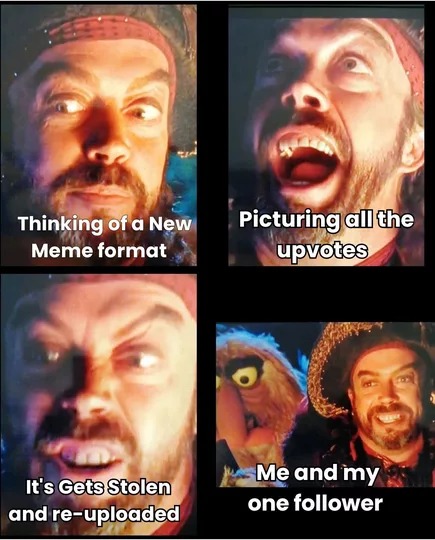 Thinking of a New
Meme format
Picturing all the
upvotes
It's Gets Stolen
and re-uploaded
Me and my
one follower